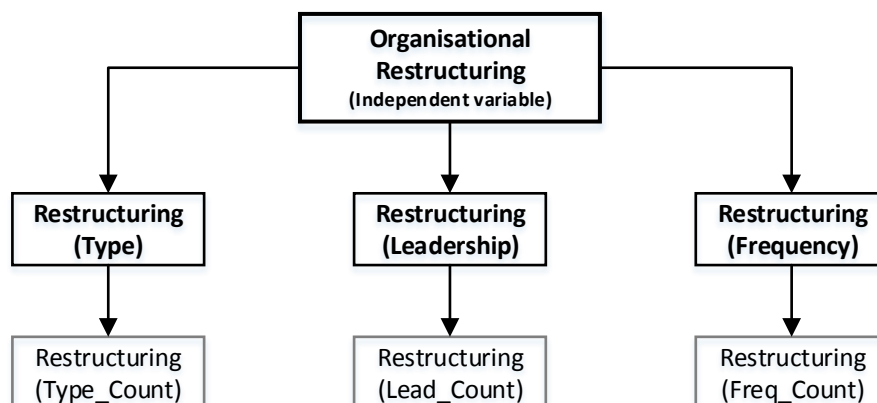 Organisational
Restructuring
(Independent variable)
Restructuring
(Type)
Restructuring
(Leadership)
Restructuring
(Frequency)
Restructuring
(Type_Count)
Restructuring
(Lead_Count)
Restructuring
(Freq_Count)